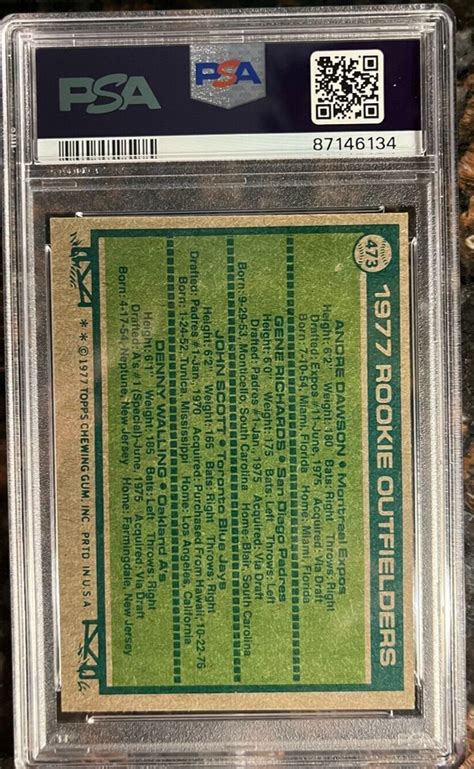 PSA
PSA
87146134
473
1977 ROOKIE OUTFIELDERS
ANDRE DAWSON • Montreal Expos
Height: 6'3" Weight: 180 Bats: Right Throws: Right
Drafted: Expos #11-June, 1975 Acquired: Via Draft
Born: 7-10-54, Miami, Florida Home: Miami, Florida
GENE RICHARDS • San Diego Padres
Height: 6' Weight: 175 Bats: Left Throws: Left
Drafted: Padres #1-Jan., 1975 Acquired: Via Draft
Born: 9-29-53, Monticello, South Carolina Home: Blair, South Carolina
JOHN SCOTT • Toronto Blue Jays
Height: 6'2" Weight: 165 Bats: Right Throws: Right
Drafted: Padres #1-Jan., 1970 Acquired: Purchased From Hawaii, 10-22-76
Born: 1-24-52, Tunica, Mississippi Home: Los Angeles, California
DENNY WALLING • Oakland A's
Height: 6'1" Weight: 185 Bats: Left Throws: Right
Drafted: A's #1 (Special)-June, 1975 Acquired: Via Draft
Born: 4-17-54, Neptune, New Jersey Home: Farmingdale, New Jersey
** © 1977 TOPPS CHEWING GUM, INC. PRTD. IN U.S.A.